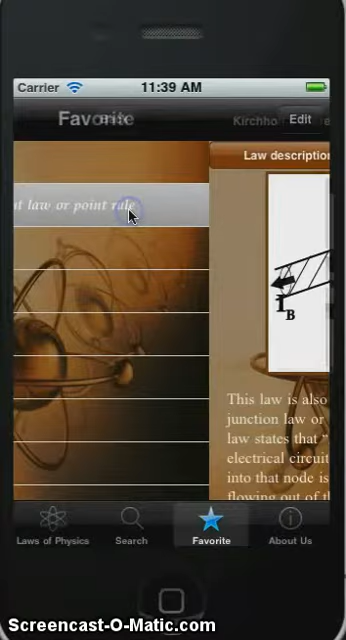 Carrier 11:39 AM
Favorite Kirchho Edit
Law description
nt law or point rule
I B
This law is also
junction law or
law states that "
electrical circuit
into that node is
flowing out of th
Laws of Physics Search Favorite About Us
Screencast-O-Matic.com